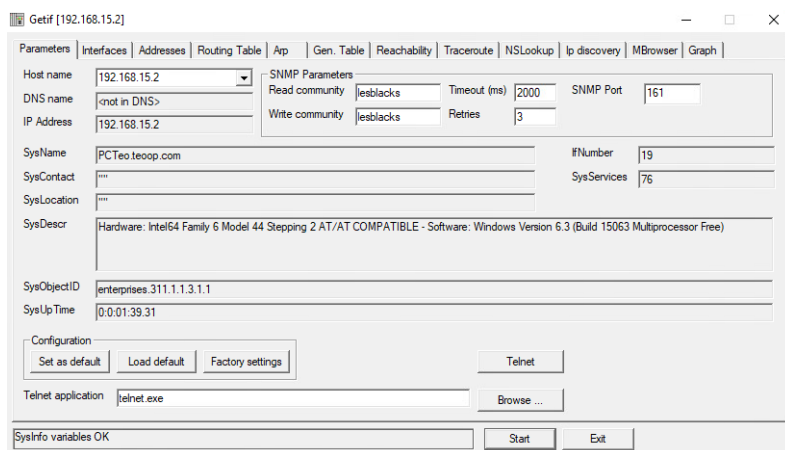 Getif [192.168.15.2]
Parameters Interfaces Addresses Routing Table Arp Gen. Table Reachability Traceroute NSLookup Ip discovery MBrowser Graph
Host name 192.168.15.2
DNS name <not in DNS>
IP Address 192.168.15.2
SNMP Parameters
Read community lesblacks Timeout (ms) 2000 SNMP Port 161
Write community lesblacks Retries 3
SysName PCTeo.teoop.com IfNumber 19
SysContact "" SysServices 76
SysLocation ""
SysDescr Hardware: Intel64 Family 6 Model 44 Stepping 2 AT/AT COMPATIBLE - Software: Windows Version 6.3 (Build 15063 Multiprocessor Free)
SysObjectID enterprises.311.1.1.3.1.1
SysUpTime 0:0:01:39.31
Configuration
Set as default Load default Factory settings Telnet
Telnet application telnet.exe Browse ...
SysInfo variables OK Start Exit